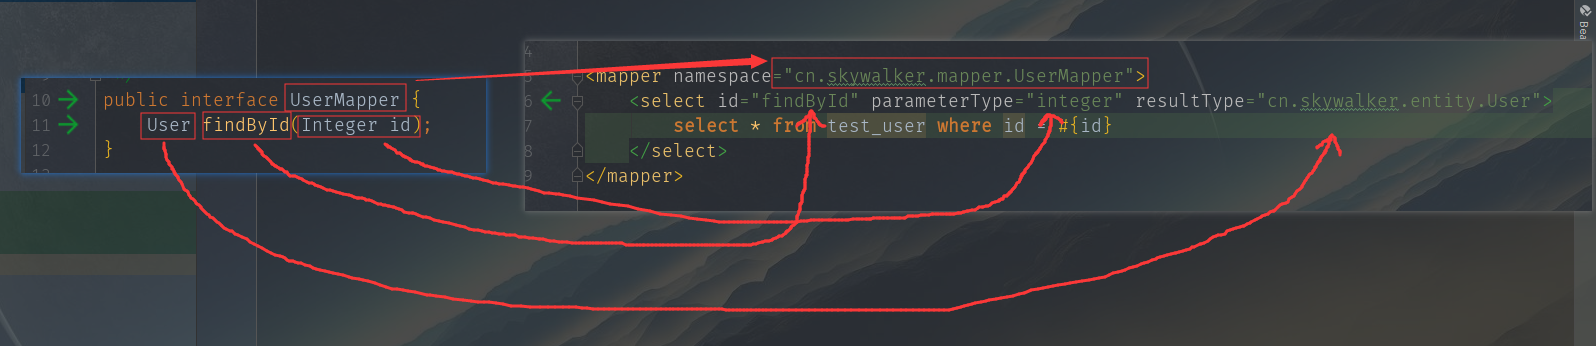 10 public interface UserMapper {
11 User findById(Integer id);
12 }
4
<mapper namespace="cn.skywalker.mapper.UserMapper">
6 <select id="findById" parameterType="integer" resultType="cn.skywalker.entity.User">
7 select * from test_user where id = #{id}
8 </select>
9 </mapper>
Bea